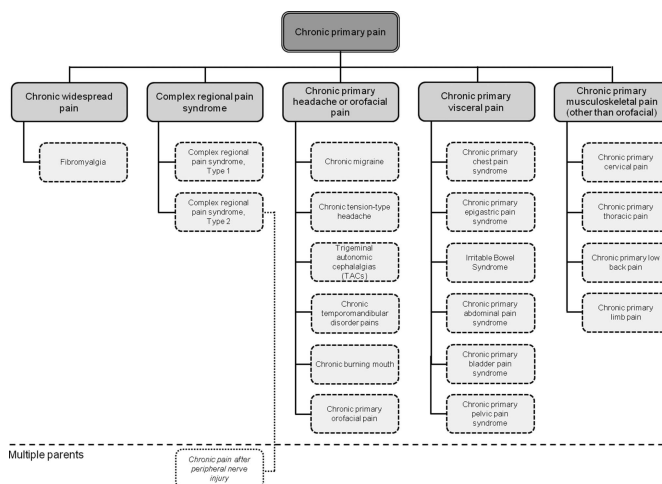 Chronic primary pain
Chronic widespread
pain
Complex regional pain
syndrome
Chronic primary
headache or orofacial
pain
Chronic primary
visceral pain
Chronic primary
musculoskeletal pain
(other than orofacial)
Fibromyalgia
Complex regional
pain syndrome,
Type 1
Complex regional
pain syndrome,
Type 2
Chronic migraine
Chronic tension-type
headache
Trigeminal
autonomic
cephalalgias
(TACs)
Chronic
temporomandibular
disorder pains
Chronic burning mouth
Chronic primary
orofacial pain
Chronic primary
chest pain
syndrome
Chronic primary
epigastric pain
syndrome
Irritable Bowel
Syndrome
Chronic primary
abdominal pain
syndrome
Chronic primary
bladder pain
syndrome
Chronic primary
pelvic pain
syndrome
Chronic primary
cervical pain
Chronic primary
thoracic pain
Chronic primary low
back pain
Chronic primary
limb pain
Multiple parents
Chronic pain after
peripheral nerve
injury